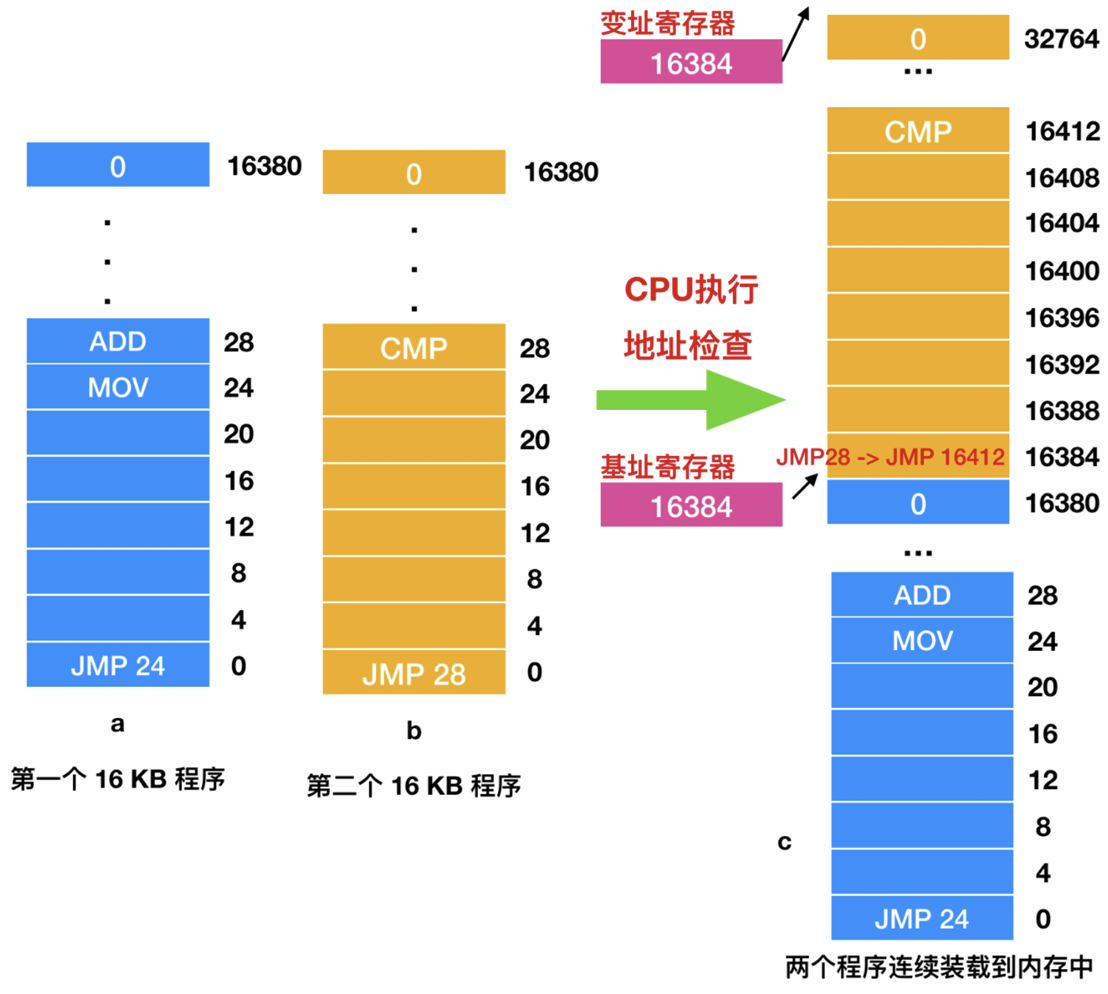 0 16380
.
.
.
ADD 28
MOV 24
20
16
12
8
4
JMP 24 0
a
第一个 16 KB 程序
0 16380
.
.
.
CMP 28
24
20
16
12
8
4
JMP 28 0
b
第二个 16 KB 程序
变址寄存器
16384
CPU执行
地址检查
基址寄存器
16384
0 32764
...
CMP 16412
16408
16404
16400
16396
16392
16388
JMP28 -> JMP 16412 16384
0 16380
...
ADD 28
MOV 24
20
16
12
8
4
JMP 24 0
c
两个程序连续装载到内存中